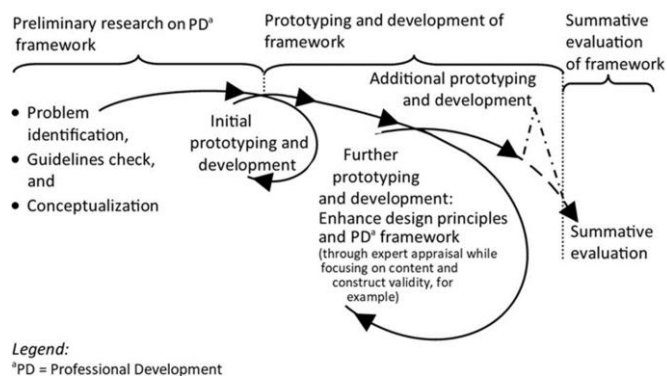 Preliminary research on PDᵃ
framework
Prototyping and development of
framework
Summative
evaluation
of framework
Additional prototyping
and development
• Problem
identification,
• Guidelines check,
and
• Conceptualization
Initial
prototyping and
development
Further
prototyping
and development:
Enhance design principles
and PDᵃ framework
(through expert appraisal while
focusing on content and
construct validity, for
example)
Summative
evaluation
Legend:
ᵃPD = Professional Development